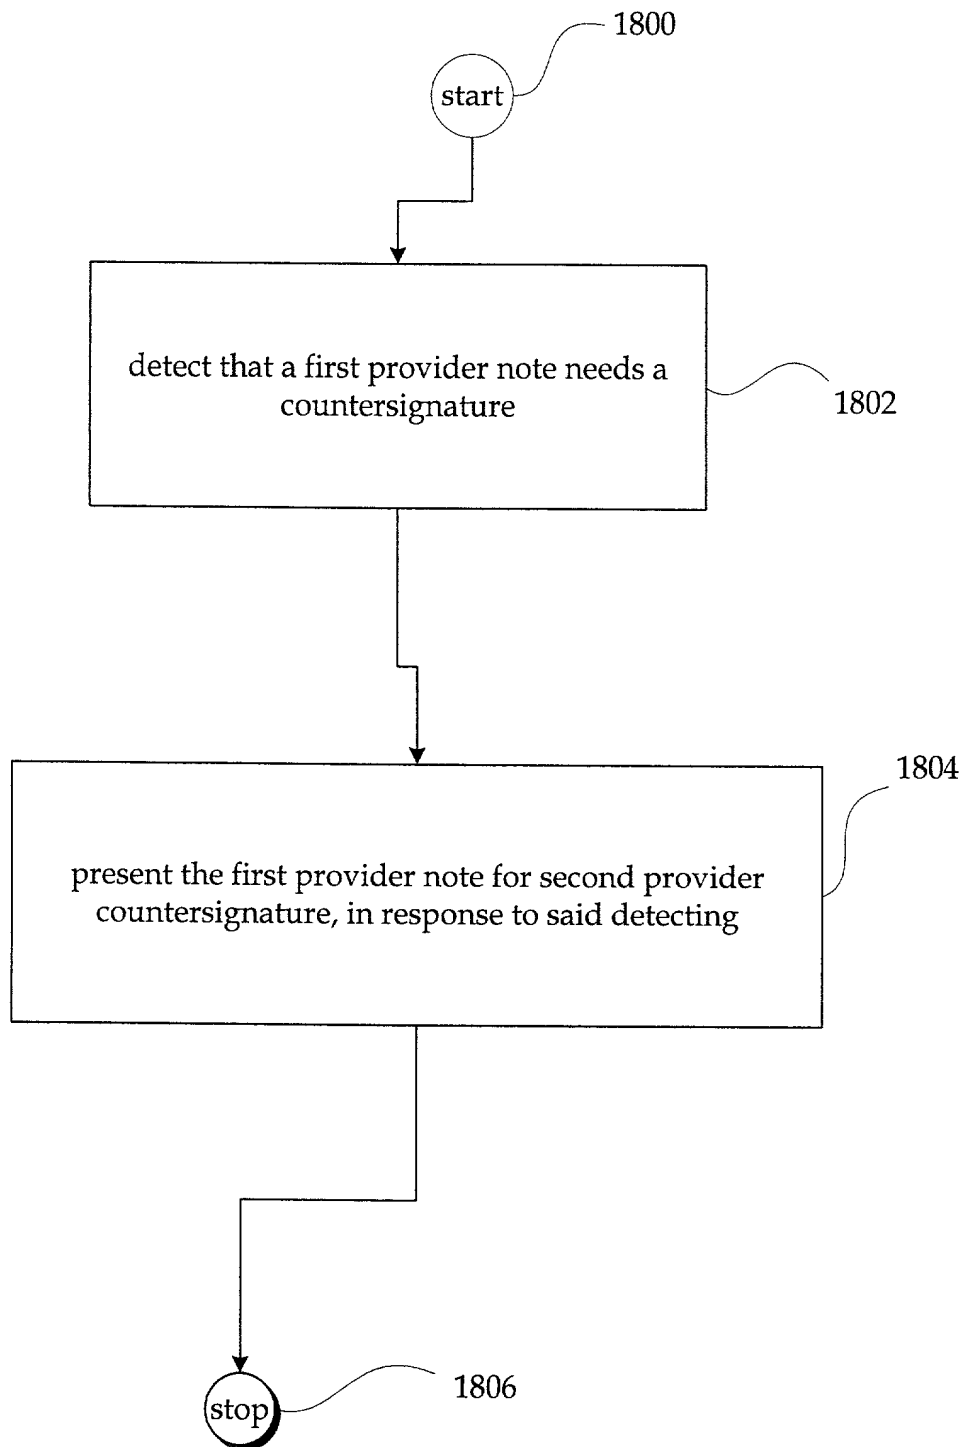 1800
start
detect that a first provider note needs a
countersignature
1802
1804
present the first provider note for second provider
countersignature, in response to said detecting
1806
stop